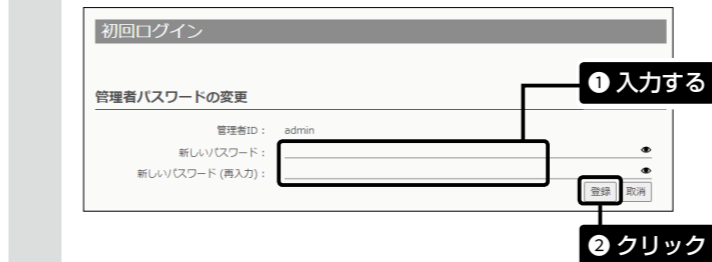 初回ログイン
❶ 入力する
管理者パスワードの変更
管理者ID： admin
新しいパスワード：
新しいパスワード (再入力)：
登録 取消
❷ クリック